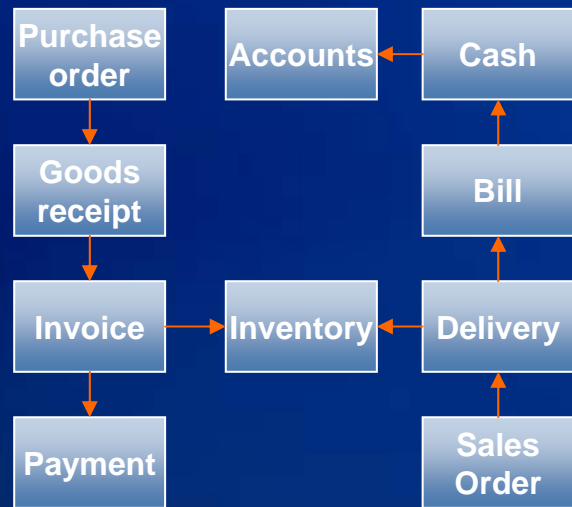 Purchase
order
Accounts
Cash
Goods
receipt
Bill
Invoice
Inventory
Delivery
Payment
Sales
Order